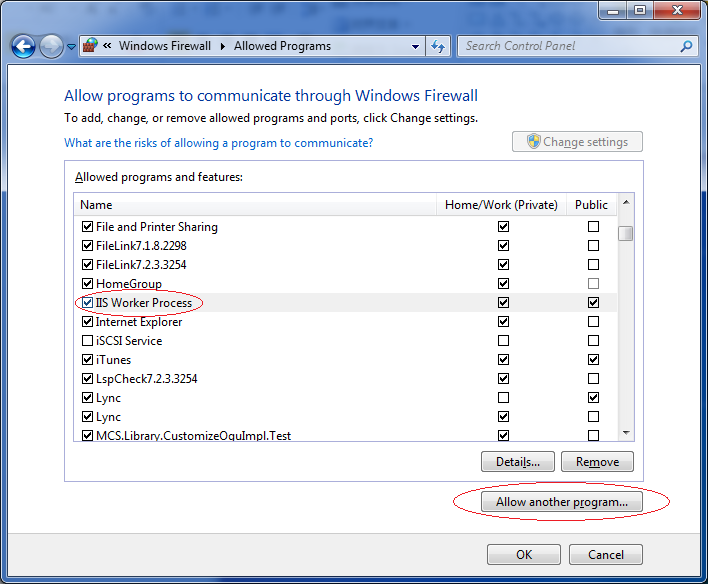 « Windows Firewall ▸ Allowed Programs
Search Control Panel
Allow programs to communicate through Windows Firewall
To add, change, or remove allowed programs and ports, click Change settings.
What are the risks of allowing a program to communicate?
Change settings
Allowed programs and features:
Name Home/Work (Private) Public
File and Printer Sharing
FileLink7.1.8.2298
FileLink7.2.3.3254
HomeGroup
IIS Worker Process
Internet Explorer
iSCSI Service
iTunes
LspCheck7.2.3.3254
Lync
Lync
MCS.Library.CustomizeOguImpl.Test
Details... Remove
Allow another program...
OK Cancel